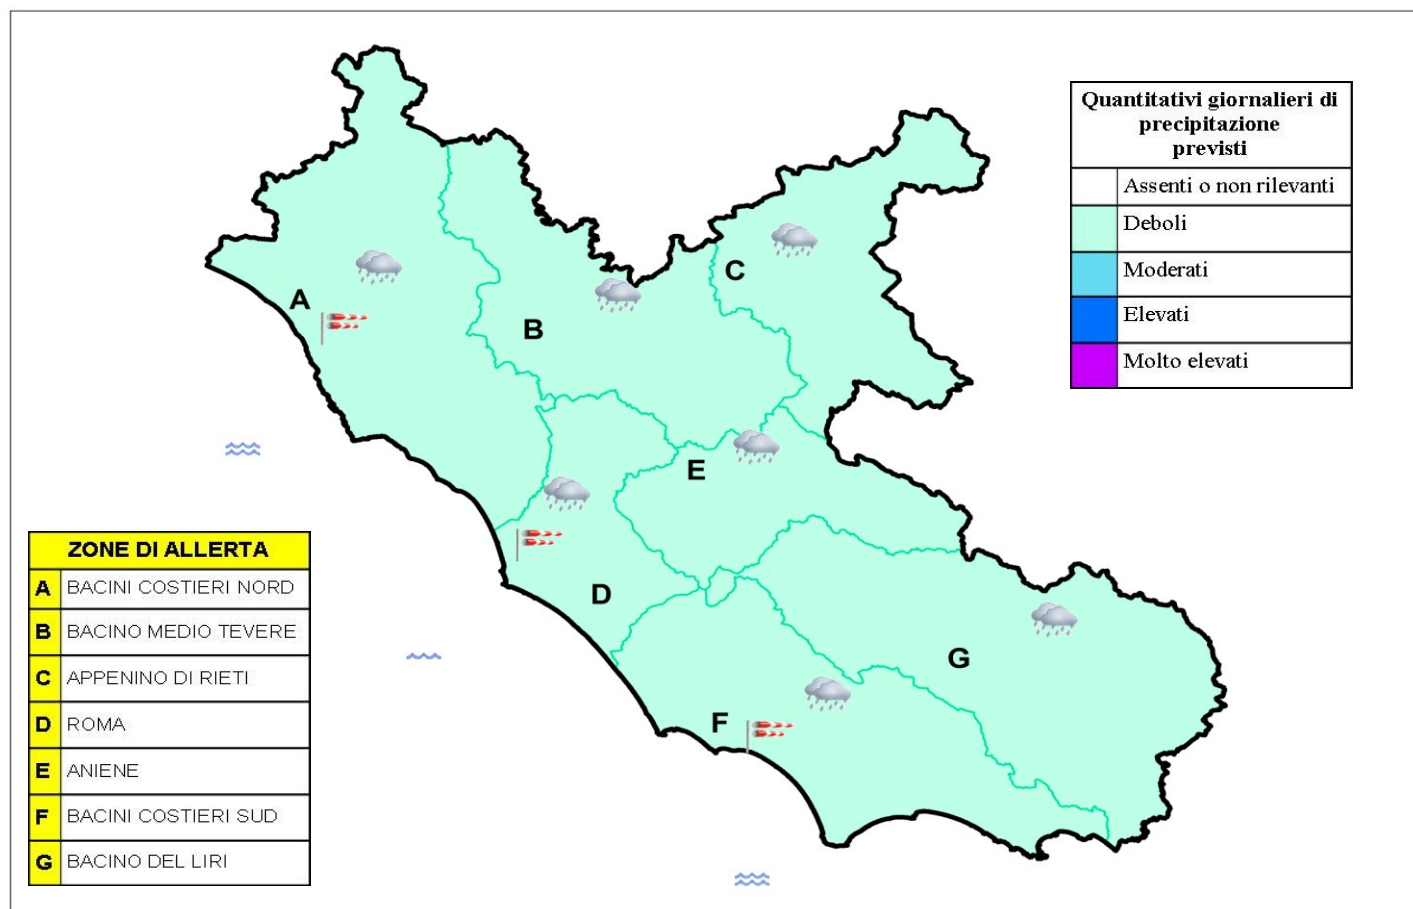 Quantitativi giornalieri di
precipitazione
previsti
Assenti o non rilevanti
Deboli
Moderati
Elevati
Molto elevati
C
A
B
E
D
G
F
ZONE DI ALLERTA
A BACINI COSTIERI NORD
B BACINO MEDIO TEVERE
C APPENINO DI RIETI
D ROMA
E ANIENE
F BACINI COSTIERI SUD
G BACINO DEL LIRI